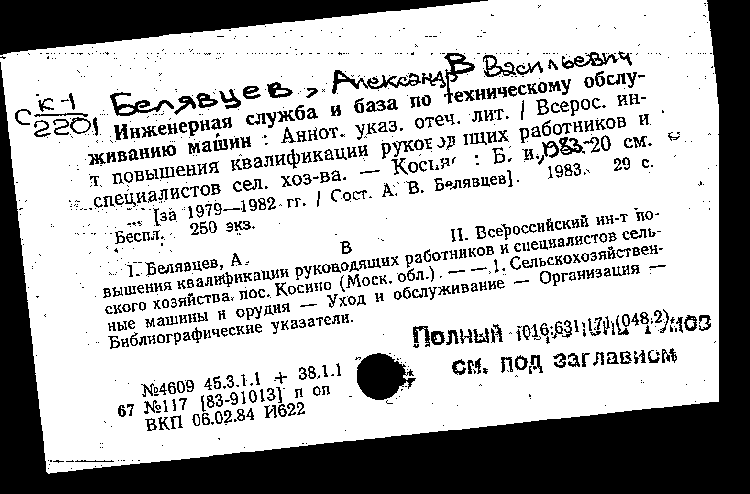 К-1 Белявцев, Александр В Васильевич
С 2201 Инженерная служба и база по техническому обслу-
живанию машин : Аннот. указ. отеч. лит. / Всерос. ин-
т повышения квалификации работников и
специалистов сел. хоз-ва. — : Б. и., 1983.-20 см.
... [за 1979—1982 гг. / Сост. А. В. Белявцев]. 1983. 29 с.
Беспл. 250 экз.
I. Белявцев, А. В II. Всероссийский ин-т по-
вышения квалификации руководящих работников и специалистов сель-
ского хозяйства, пос. Косино (Моск. обл.). — —.1. Сельскохозяйствен-
ные машины и орудия — Уход и обслуживание — Организация —
Библиографические указатели.
Полный [016:631.171(048.2)
см. под заглавием
№4609 45.3.1.1 + 38.1.1
67 №117 [83-91013] п оп
ВКП 06.02.84 И622